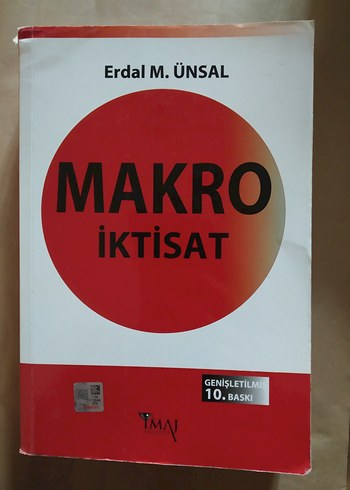 Erdal M. ÜNSAL
MAKRO
İKTİSAT
GENİŞLETİLMİŞ
10. BASKI
İMAJ